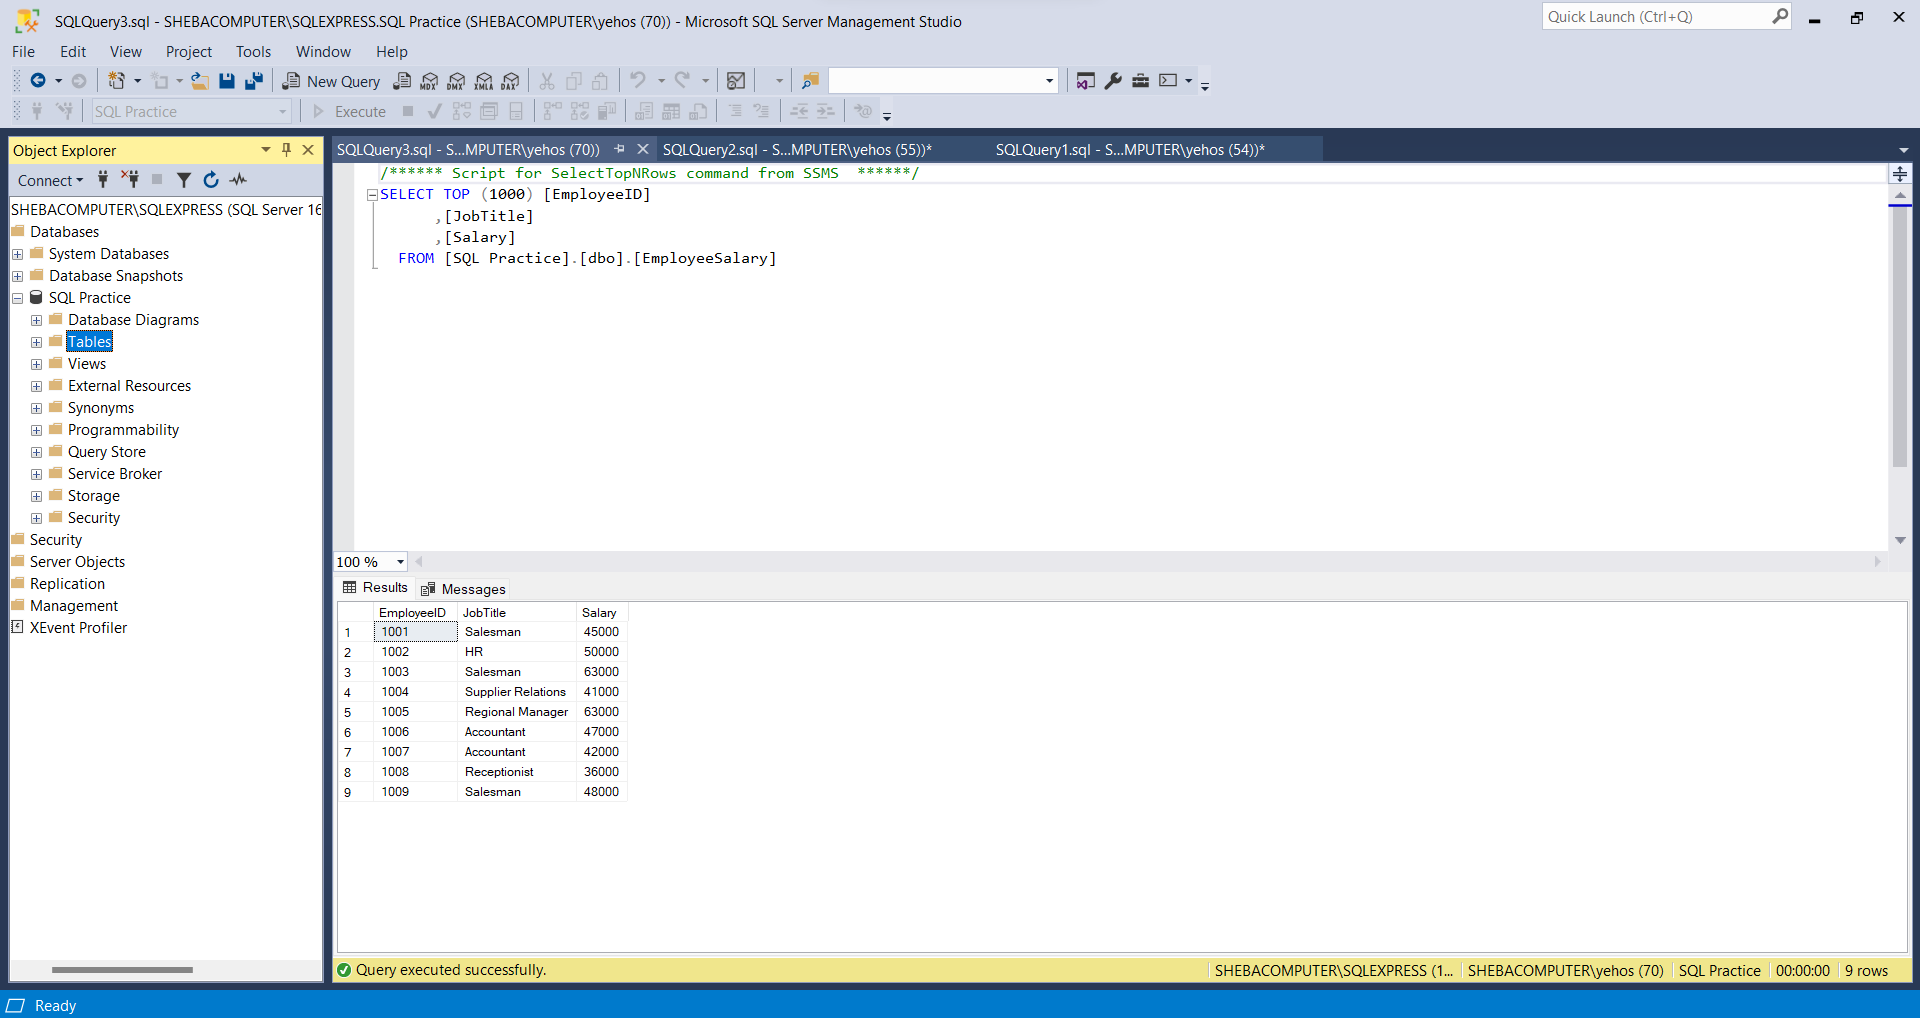 SQLQuery3.sql - SHEBACOMPUTER\SQLEXPRESS.SQL Practice (SHEBACOMPUTER\yehos (70)) - Microsoft SQL Server Management Studio
Quick Launch (Ctrl+Q)
File Edit View Project Tools Window Help
New Query MDX DMX XMLA DAX
SQL Practice Execute
Object Explorer
Connect
SHEBACOMPUTER\SQLEXPRESS (SQL Server 16
Databases
System Databases
Database Snapshots
SQL Practice
Database Diagrams
Tables
Views
External Resources
Synonyms
Programmability
Query Store
Service Broker
Storage
Security
Security
Server Objects
Replication
Management
XEvent Profiler
SQLQuery3.sql - S...MPUTER\yehos (70)) SQLQuery2.sql - S...MPUTER\yehos (55))* SQLQuery1.sql - S...MPUTER\yehos (54))*
/****** Script for SelectTopNRows command from SSMS  ******/
SELECT TOP (1000) [EmployeeID]
,[JobTitle]
,[Salary]
FROM [SQL Practice].[dbo].[EmployeeSalary]
100 %
Results Messages
EmployeeID JobTitle Salary
1 1001 Salesman 45000
2 1002 HR 50000
3 1003 Salesman 63000
4 1004 Supplier Relations 41000
5 1005 Regional Manager 63000
6 1006 Accountant 47000
7 1007 Accountant 42000
8 1008 Receptionist 36000
9 1009 Salesman 48000
Query executed successfully. SHEBACOMPUTER\SQLEXPRESS (1... SHEBACOMPUTER\yehos (70) SQL Practice 00:00:00 9 rows
Ready